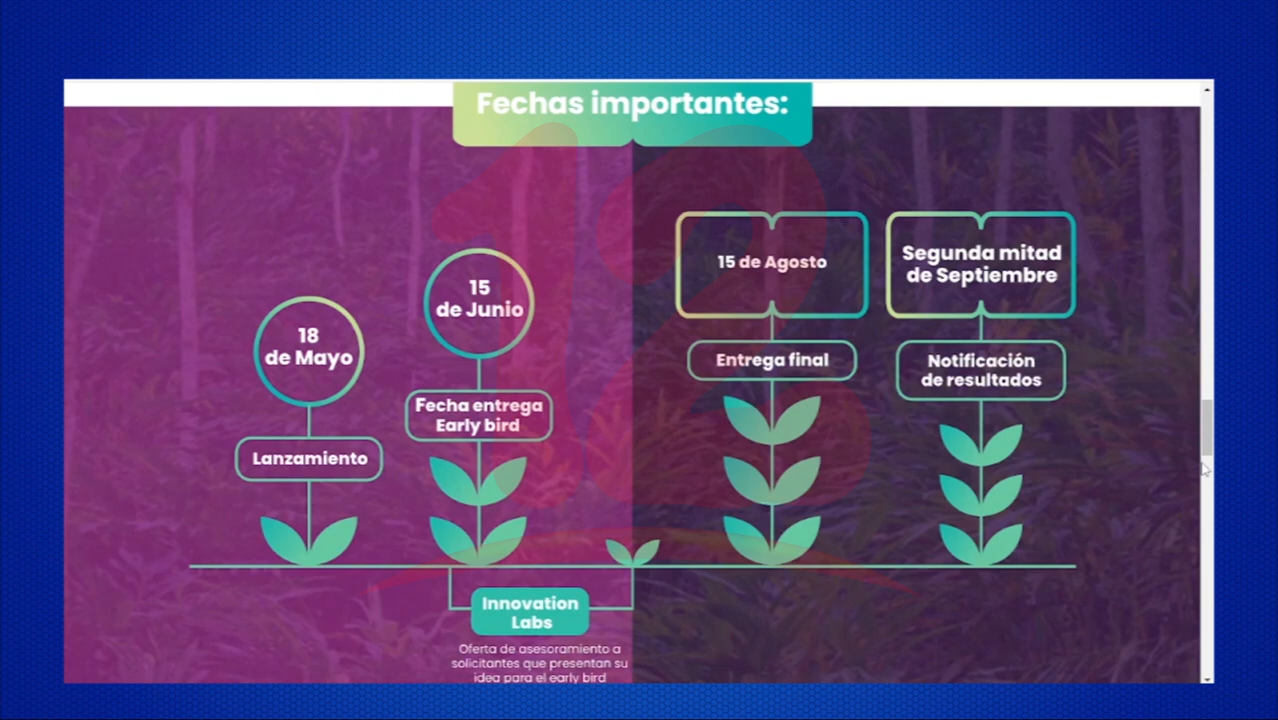 Fechas importantes:
18
de Mayo
Lanzamiento
15
de Junio
Fecha entrega
Early bird
15 de Agosto
Entrega final
Segunda mitad
de Septiembre
Notificación
de resultados
Innovation
Labs
Oferta de asesoramiento a
solicitantes que presentan su
idea para el early bird
12